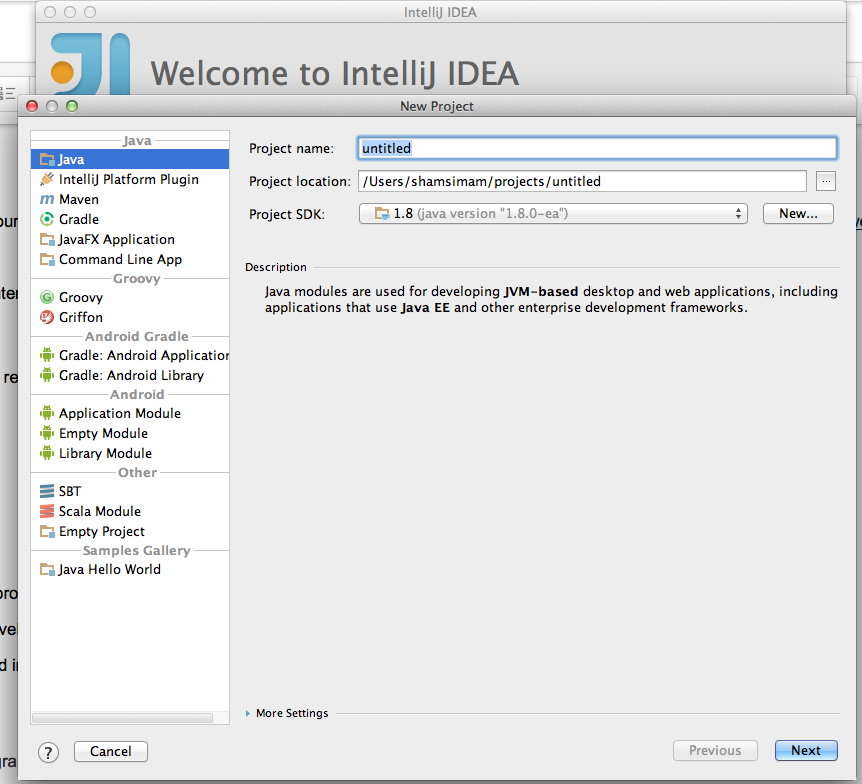 IntelliJ IDEA
Welcome to IntelliJ IDEA
New Project
Java
Java
IntelliJ Platform Plugin
Maven
Gradle
JavaFX Application
Command Line App
Groovy
Groovy
Griffon
Android Gradle
Gradle: Android Application
Gradle: Android Library
Android
Application Module
Empty Module
Library Module
Other
SBT
Scala Module
Empty Project
Samples Gallery
Java Hello World
Project name: untitled
Project location: /Users/shamsimam/projects/untitled ...
Project SDK: 1.8 (java version "1.8.0-ea") New...
Description
Java modules are used for developing JVM-based desktop and web applications, including
applications that use Java EE and other enterprise development frameworks.
More Settings
? Cancel Previous Next